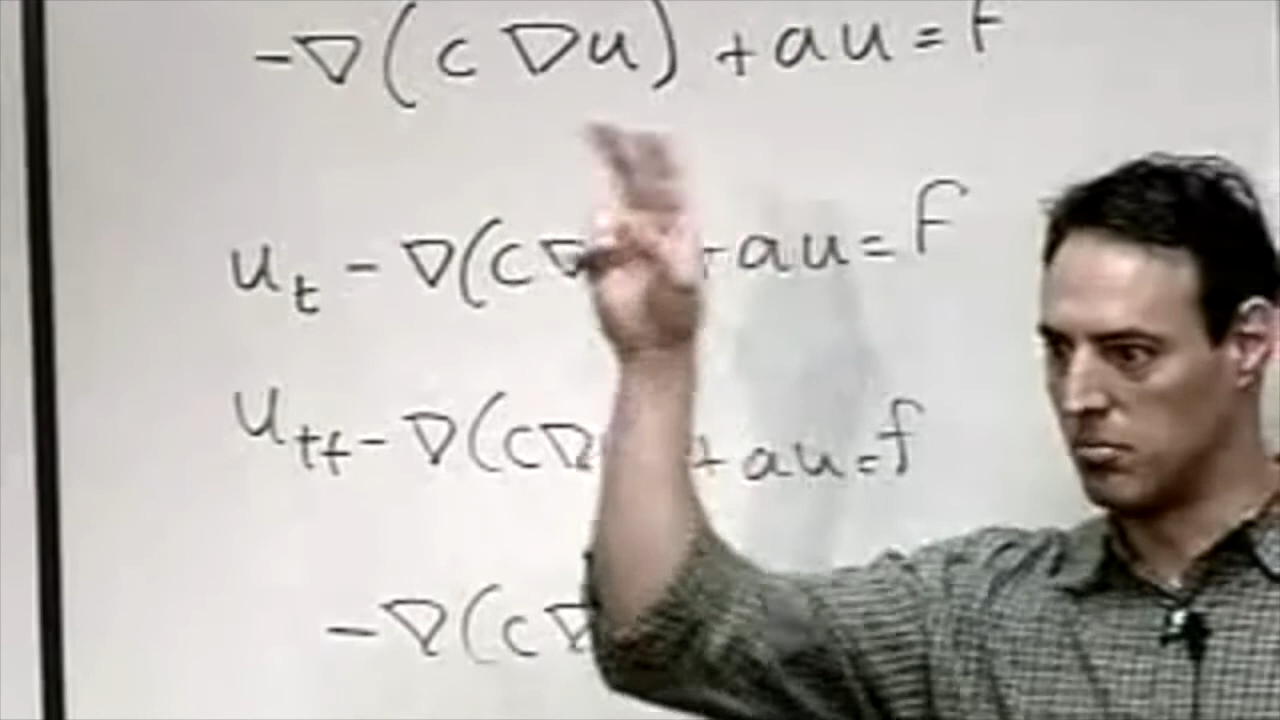 -∇(c ∇u) + au = f
u_t - ∇(c∇ +au = f
u_tt - ∇(c∇ + au = f
-∇(c∇